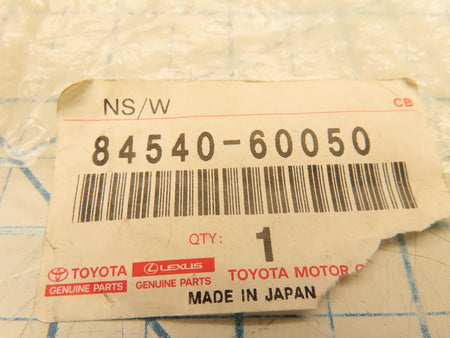 NS/W
CB
84540-60050
QTY: 1
TOYOTA LEXUS TOYOTA MOTOR
GENUINE PARTS GENUINE PARTS
MADE IN JAPAN